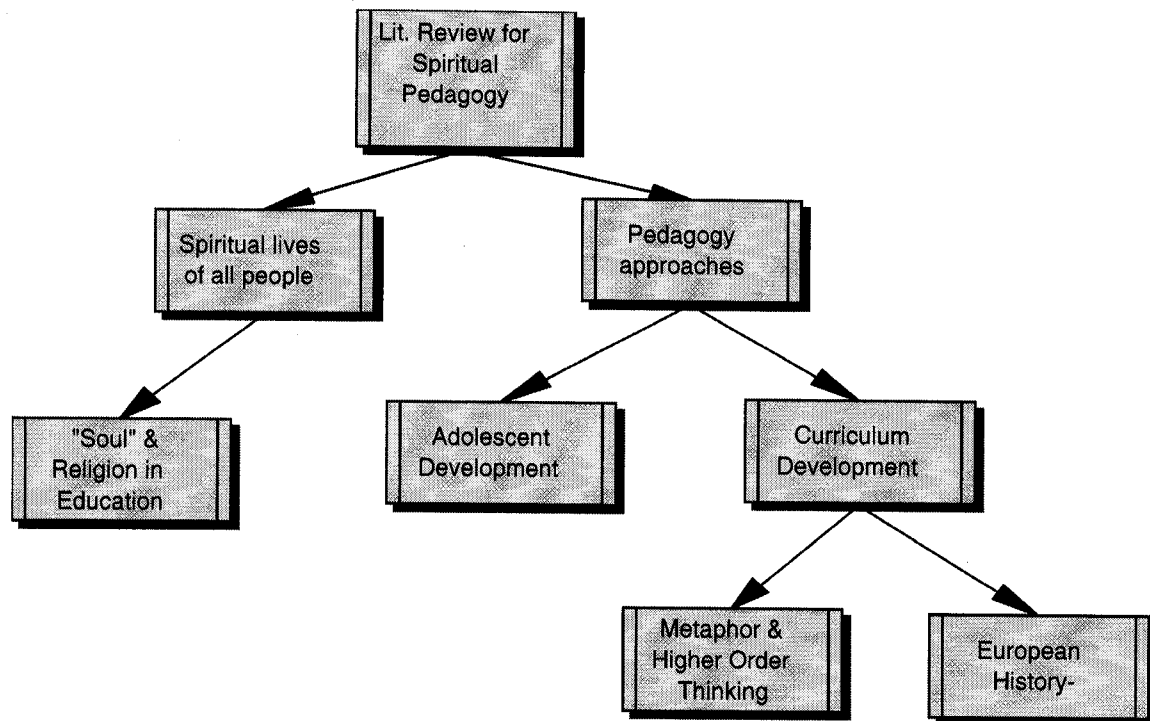 Lit. Review for
Spiritual
Pedagogy
Spiritual lives
of all people
Pedagogy
approaches
"Soul" &
Religion in
Education
Adolescent
Development
Curriculum
Development
Metaphor &
Higher Order
Thinking
European
History-